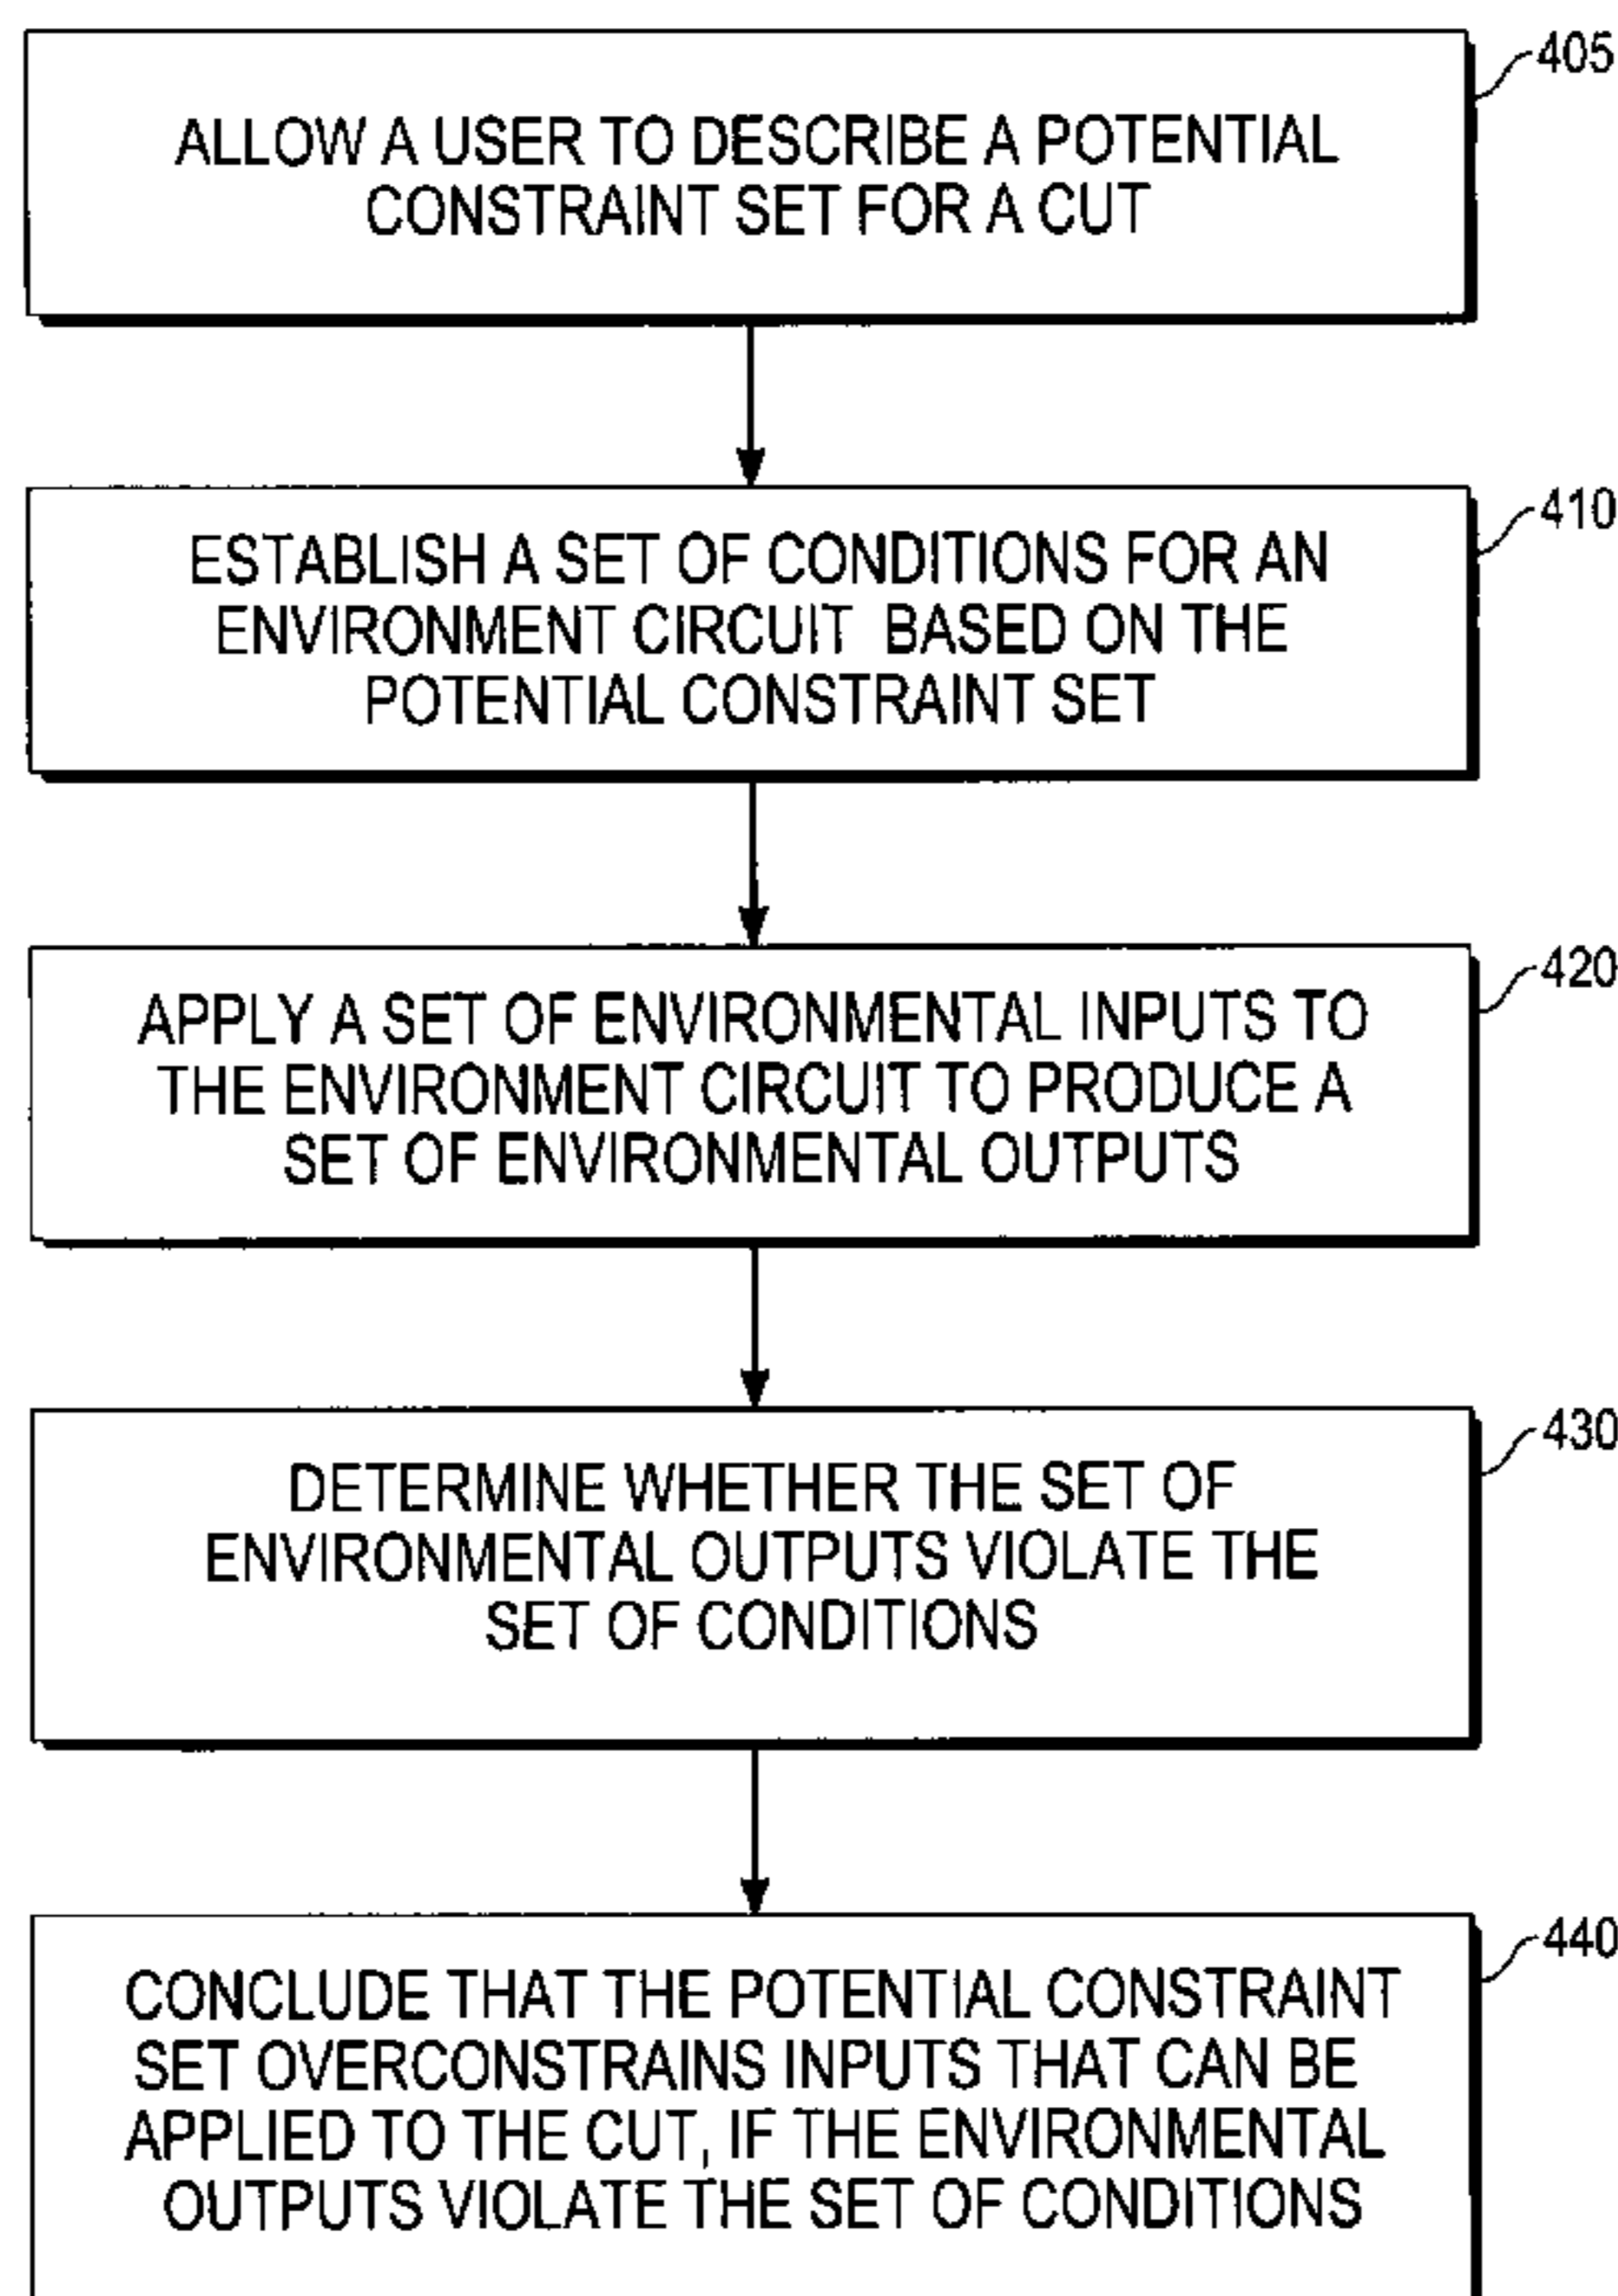 405
ALLOW A USER TO DESCRIBE A POTENTIAL
CONSTRAINT SET FOR A CUT
410
ESTABLISH A SET OF CONDITIONS FOR AN
ENVIRONMENT CIRCUIT BASED ON THE
POTENTIAL CONSTRAINT SET
420
APPLY A SET OF ENVIRONMENTAL INPUTS TO
THE ENVIRONMENT CIRCUIT TO PRODUCE A
SET OF ENVIRONMENTAL OUTPUTS
430
DETERMINE WHETHER THE SET OF
ENVIRONMENTAL OUTPUTS VIOLATE THE
SET OF CONDITIONS
440
CONCLUDE THAT THE POTENTIAL CONSTRAINT
SET OVERCONSTRAINS INPUTS THAT CAN BE
APPLIED TO THE CUT, IF THE ENVIRONMENTAL
OUTPUTS VIOLATE THE SET OF CONDITIONS